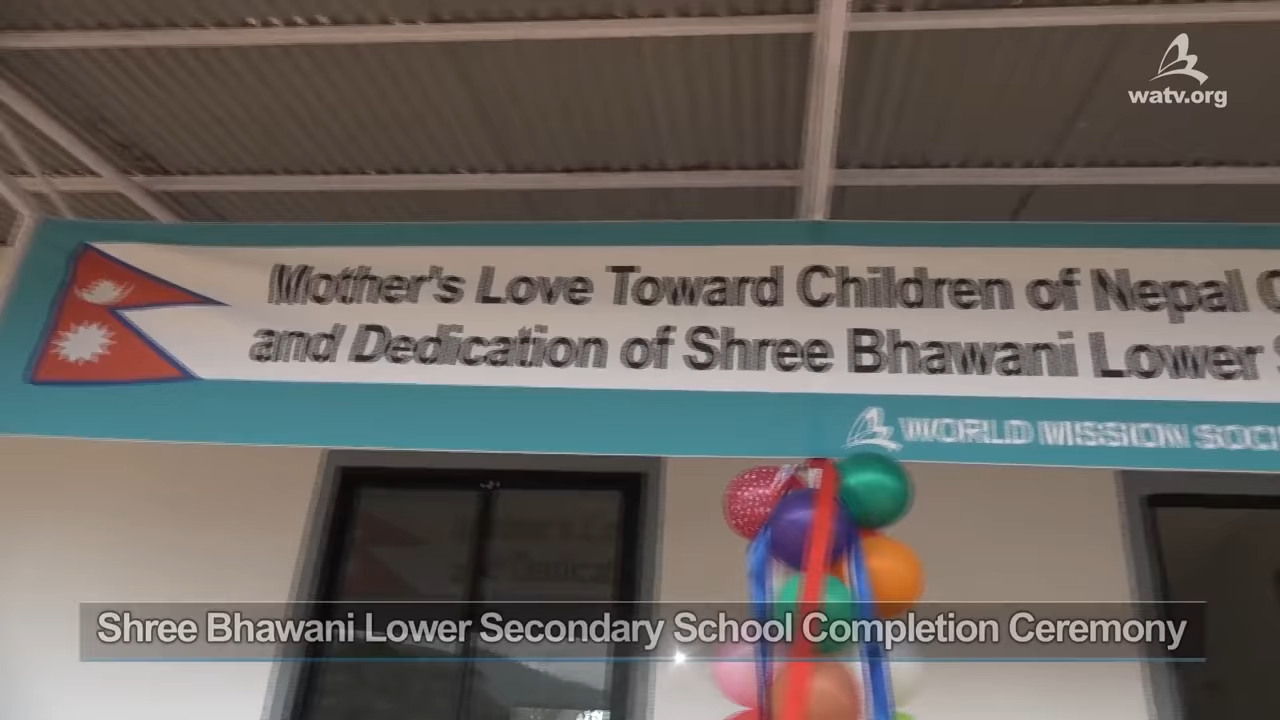 watv.org
Mother's Love Toward Children of Nepal
and Dedication of Shree Bhawani Lower
WORLD MISSION
Shree Bhawani Lower Secondary School Completion Ceremony